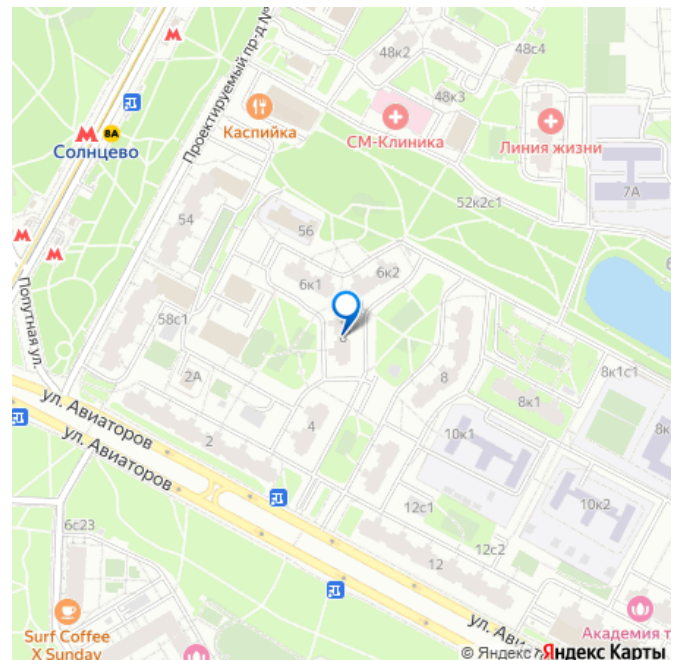 48к2
48с4
48к3
Проектируемый пр-д №
Каспийка
СМ-Клиника
Линия жизни
М 8А
Солнцево
7А
52к2с1
54
56
6к1
6к2
Попутная ул.
58с1
2А
8
8к1с1
8к1
ул. Авиаторов
2
4
10к1
8к
ул. Авиаторов
12с1
10к2
6с23
12с2
12
Surf Coffee
X Sunday
ул. Ави
Академия т
© Яндекс
Яндекс Карты